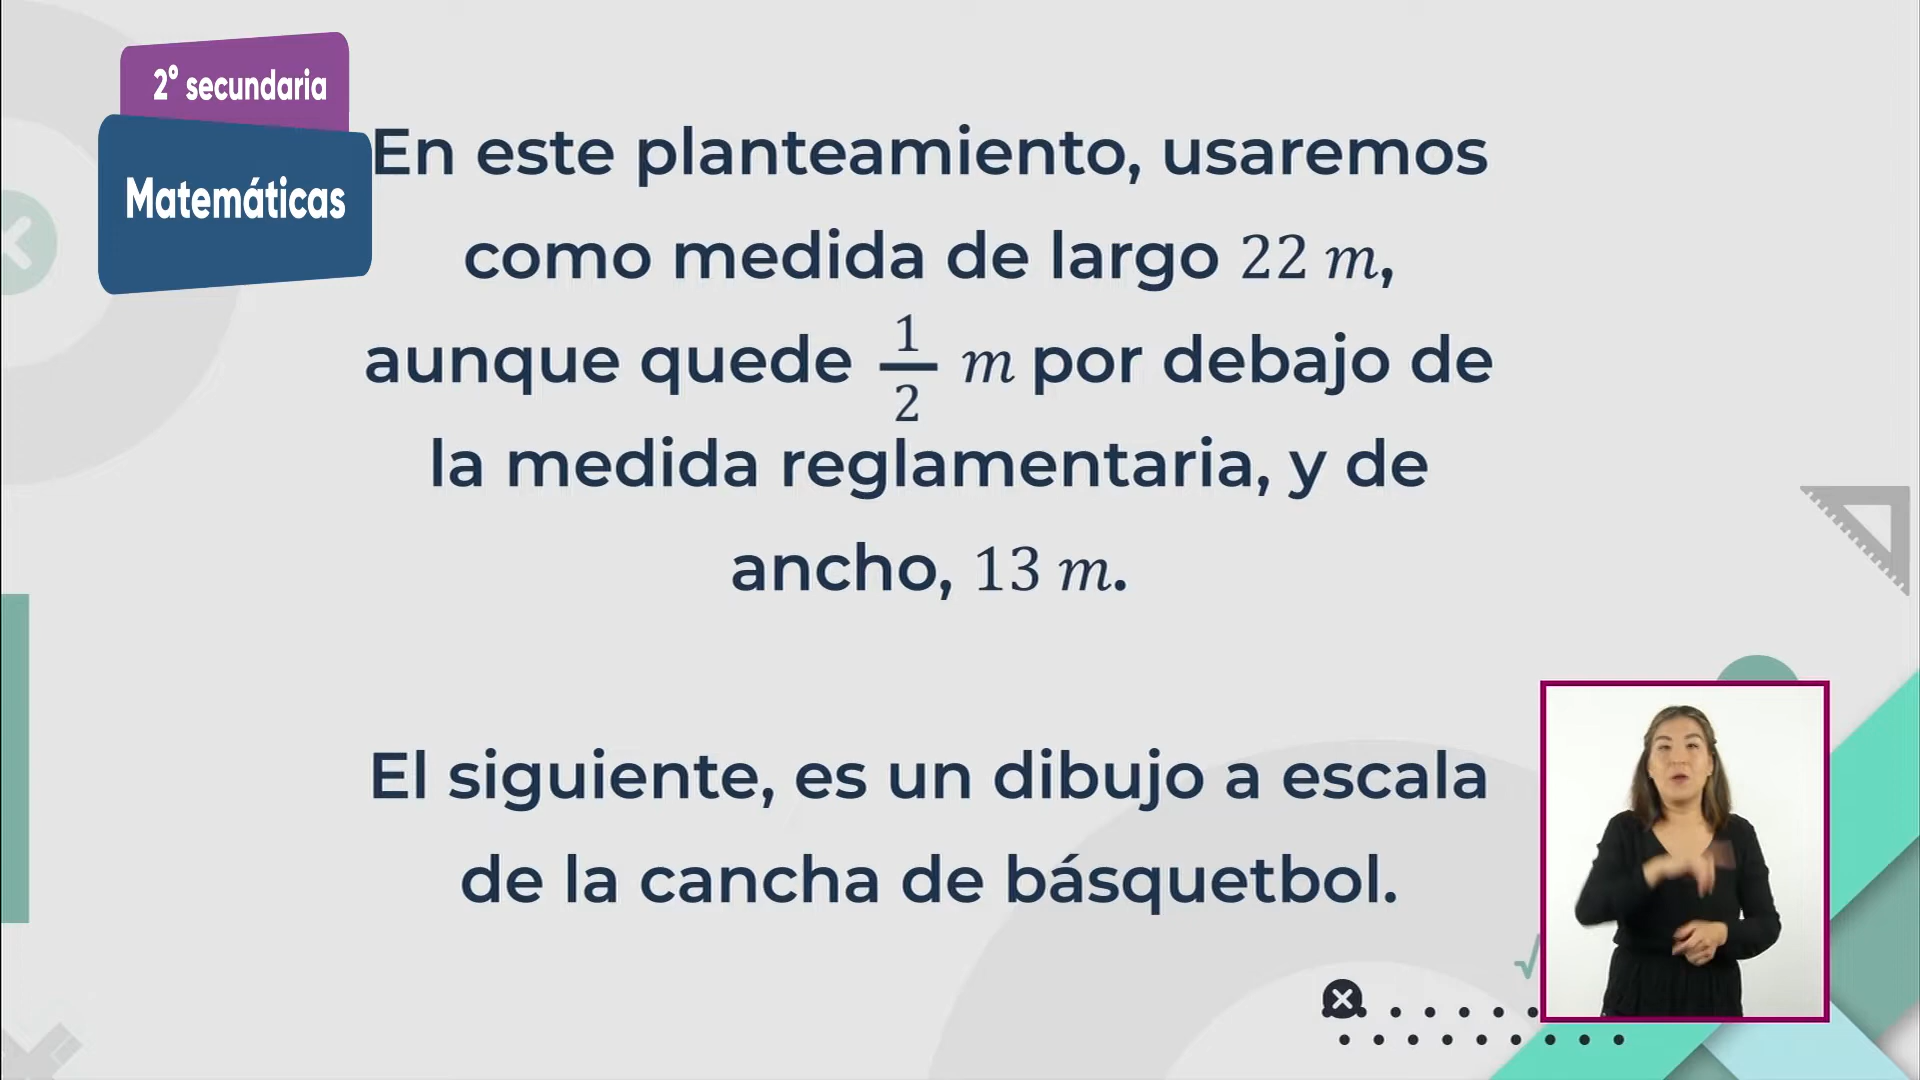 2° secundaria
Matemáticas
En este planteamiento, usaremos
como medida de largo 22 m,
aunque quede 1/2 m por debajo de
la medida reglamentaria, y de
ancho, 13 m.
El siguiente, es un dibujo a escala
de la cancha de básquetbol.